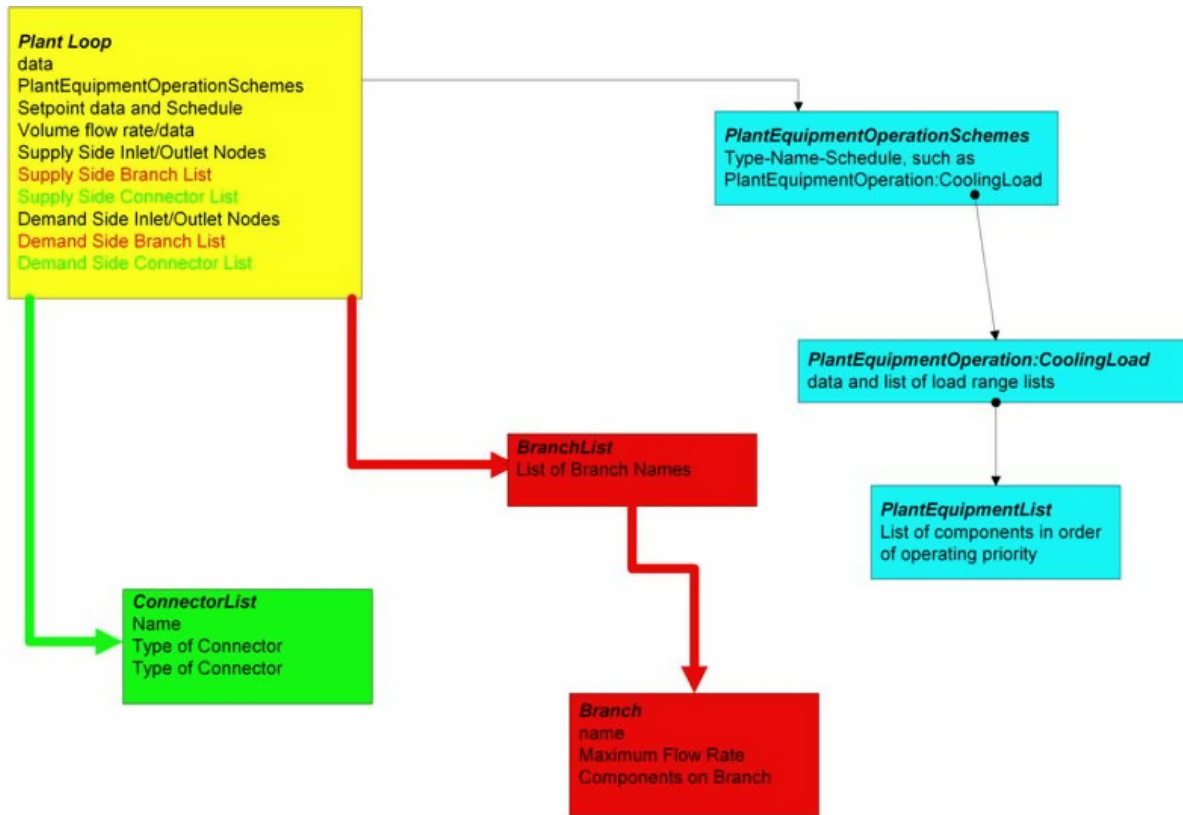 Plant Loop
data
PlantEquipmentOperationSchemes
Setpoint data and Schedule
Volume flow rate/data
Supply Side Inlet/Outlet Nodes
Supply Side Branch List
Supply Side Connector List
Demand Side Inlet/Outlet Nodes
Demand Side Branch List
Demand Side Connector List
PlantEquipmentOperationSchemes
Type-Name-Schedule, such as
PlantEquipmentOperation:CoolingLoad
PlantEquipmentOperation:CoolingLoad
data and list of load range lists
BranchList
List of Branch Names
PlantEquipmentList
List of components in order
of operating priority
ConnectorList
Name
Type of Connector
Type of Connector
Branch
name
Maximum Flow Rate
Components on Branch